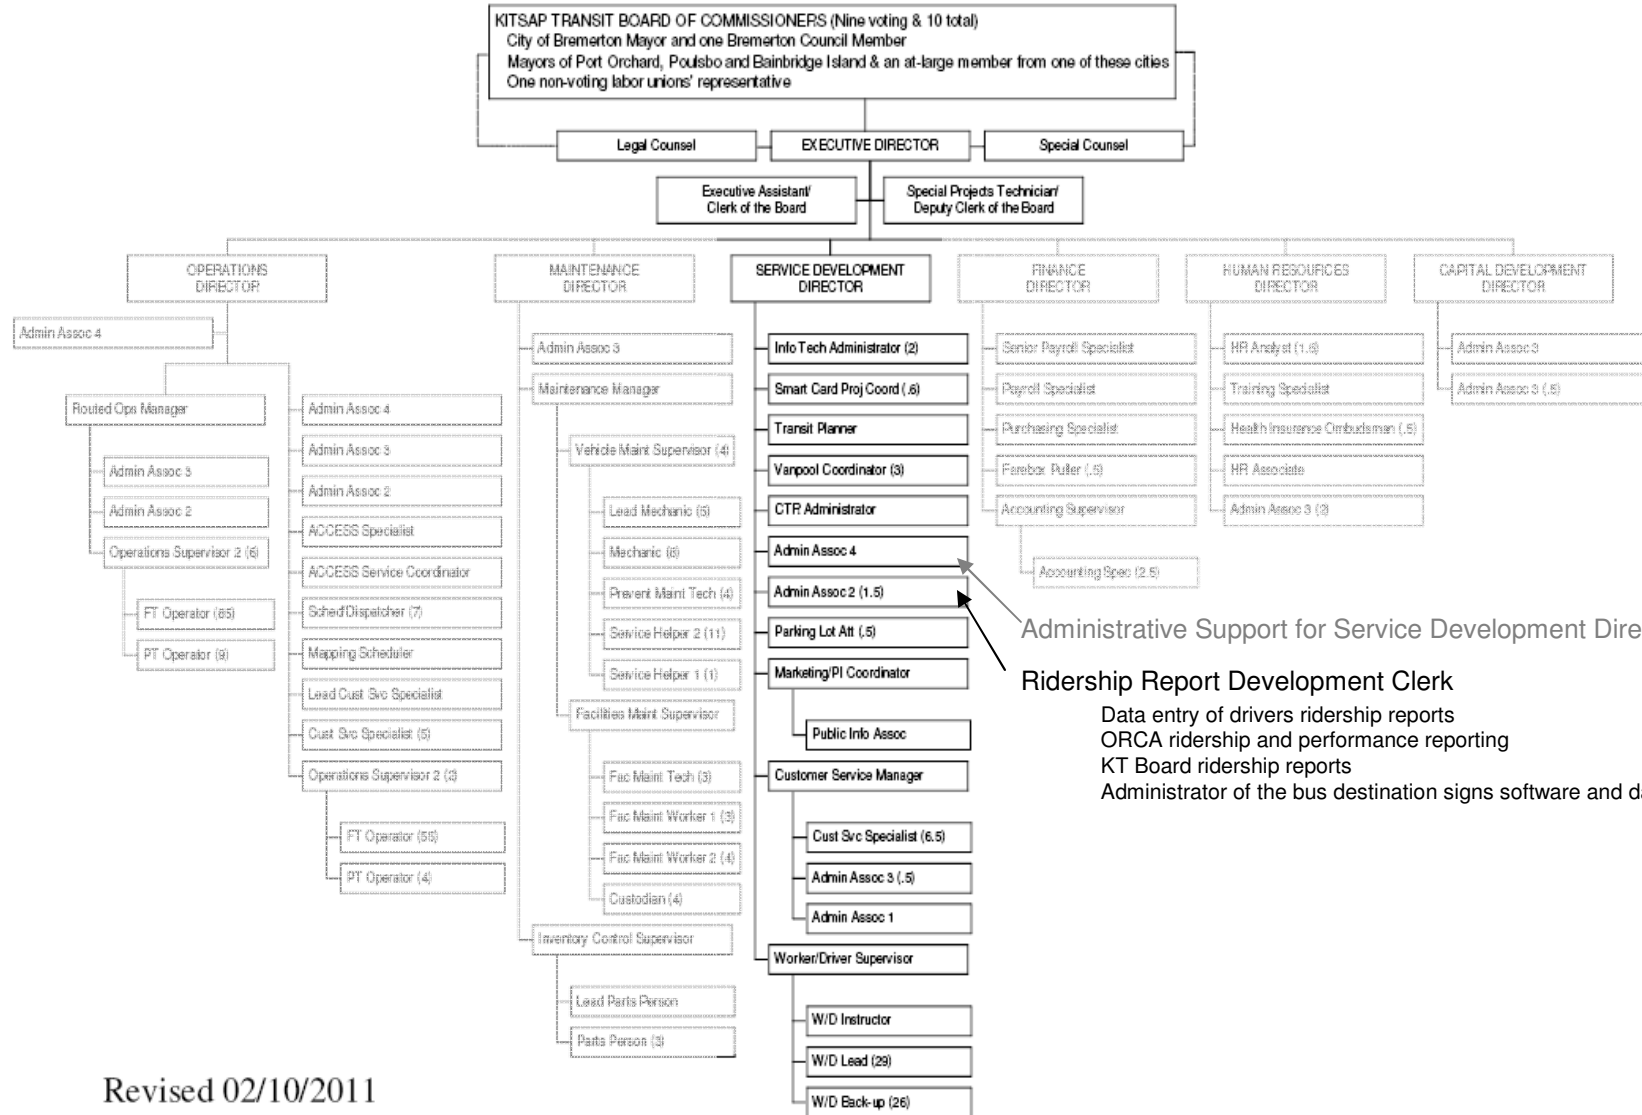 KITSAP TRANSIT BOARD OF COMMISSIONERS (Nine voting & 10 total)
City of Bremerton Mayor and one Bremerton Council Member
Mayors of Port Orchard, Poulsbo and Bainbridge Island & an at-large member from one of these cities
One non-voting labor unions' representative
Legal Counsel
EXECUTIVE DIRECTOR
Special Counsel
Executive Assistant/
Clerk of the Board
Special Projects Technician/
Deputy Clerk of the Board
OPERATIONS
DIRECTOR
Admin Assoc 4
Routed Ops Manager
Admin Assoc 3
Admin Assoc 2
Operations Supervisor 2 (6)
FT Operator (65)
PT Operator (9)
Admin Assoc 4
Admin Assoc 3
Admin Assoc 2
ACCESS Specialist
ACCESS Service Coordinator
Sched/Dispatcher (7)
Mapping Scheduler
Lead Cust Svc Specialist
Cust Svc Specialist (5)
Operations Supervisor 2 (2)
FT Operator (55)
PT Operator (4)
MAINTENANCE
DIRECTOR
Admin Assoc 3
Maintenance Manager
Vehicle Maint Supervisor (4)
Lead Mechanic (5)
Mechanic (8)
Prevent Maint Tech (4)
Service Helper 2 (11)
Service Helper 1 (1)
Facilities Maint Supervisor
Fac Maint Tech (3)
Fac Maint Worker 1 (3)
Fac Maint Worker 2 (4)
Custodian (4)
Inventory Control Supervisor
Lead Parts Person
Parts Person (3)
SERVICE DEVELOPMENT
DIRECTOR
Info Tech Administrator (2)
Smart Card Proj Coord (.6)
Transit Planner
Vanpool Coordinator (3)
CTR Administrator
Admin Assoc 4
Admin Assoc 2 (1.5)
Parking Lot Att (.5)
Marketing/PI Coordinator
Public Info Assoc
Customer Service Manager
Cust Svc Specialist (6.5)
Admin Assoc 3 (.5)
Admin Assoc 1
Worker/Driver Supervisor
W/D Instructor
W/D Lead (29)
W/D Back-up (26)
FINANCE
DIRECTOR
Senior Payroll Specialist
Payroll Specialist
Purchasing Specialist
Farebox Puller (.5)
Accounting Supervisor
Accounting Spec (2.5)
HUMAN RESOURCES
DIRECTOR
HR Analyst (1.6)
Training Specialist
Health Insurance Ombudsman (.5)
HR Associate
Admin Assoc 3 (2)
CAPITAL DEVELOPMENT
DIRECTOR
Admin Assoc 3
Admin Assoc 3 (.5)
Administrative Support for Service Development Dire
Ridership Report Development Clerk
Data entry of drivers ridership reports
ORCA ridership and performance reporting
KT Board ridership reports
Administrator of the bus destination signs software and da
Revised 02/10/2011